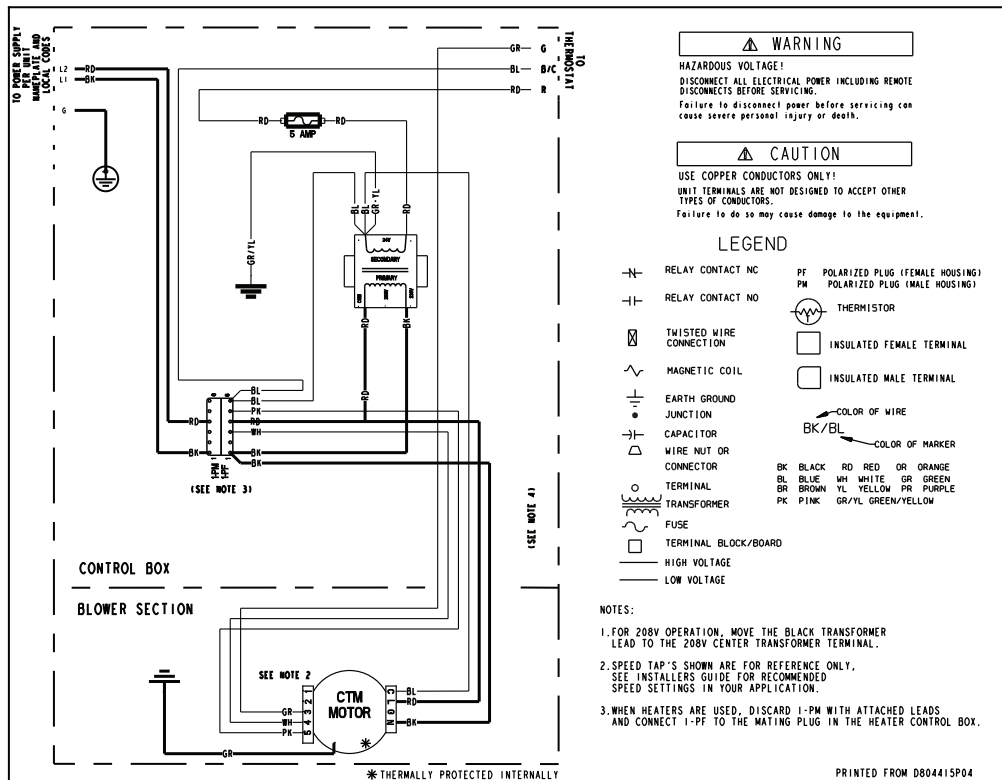 TO POWER SUPPLY
PER UNIT
NAMEPLATE AND
LOCAL CODES
L2
RD
L1
BK
G
GR
G
BL
B/C
RD
R
TO
THERMOSTAT
RD
RD
5 AMP
GR/YL
BL
BL
GR-YL
RD
24V
SECONDARY
PRIMARY
COM
208V
230V
RD
BK
RD
BL
BL
PK
RD
RD
WH
BK
BK
BK
6
6
1
1
1-PM
1-PF
(SEE NOTE 3)
(SEE NOTE 4)
CONTROL BOX
BLOWER SECTION
SEE NOTE 2
CTM
MOTOR
1
2
3
4
5
C
L
G
N
GR
WH
PK
BL
RD
BK
GR
* THERMALLY PROTECTED INTERNALLY
⚠ WARNING
HAZARDOUS VOLTAGE!
DISCONNECT ALL ELECTRICAL POWER INCLUDING REMOTE
DISCONNECTS BEFORE SERVICING.
Failure to disconnect power before servicing can
cause severe personal injury or death.
⚠ CAUTION
USE COPPER CONDUCTORS ONLY!
UNIT TERMINALS ARE NOT DESIGNED TO ACCEPT OTHER
TYPES OF CONDUCTORS.
Failure to do so may cause damage to the equipment.
LEGEND
RELAY CONTACT NC
RELAY CONTACT NO
TWISTED WIRE
CONNECTION
MAGNETIC COIL
EARTH GROUND
JUNCTION
CAPACITOR
WIRE NUT OR
CONNECTOR
TERMINAL
TRANSFORMER
FUSE
TERMINAL BLOCK/BOARD
HIGH VOLTAGE
LOW VOLTAGE
PF POLARIZED PLUG (FEMALE HOUSING)
PM POLARIZED PLUG (MALE HOUSING)
THERMISTOR
INSULATED FEMALE TERMINAL
INSULATED MALE TERMINAL
COLOR OF WIRE
BK/BL
COLOR OF MARKER
BK BLACK RD RED OR ORANGE
BL BLUE WH WHITE GR GREEN
BR BROWN YL YELLOW PR PURPLE
PK PINK GR/YL GREEN/YELLOW
NOTES:
1.FOR 208V OPERATION, MOVE THE BLACK TRANSFORMER
LEAD TO THE 208V CENTER TRANSFORMER TERMINAL.
2.SPEED TAP'S SHOWN ARE FOR REFERENCE ONLY,
SEE INSTALLERS GUIDE FOR RECOMMENDED
SPEED SETTINGS IN YOUR APPLICATION.
3.WHEN HEATERS ARE USED, DISCARD 1-PM WITH ATTACHED LEADS
AND CONNECT 1-PF TO THE MATING PLUG IN THE HEATER CONTROL BOX.
PRINTED FROM D804415P04